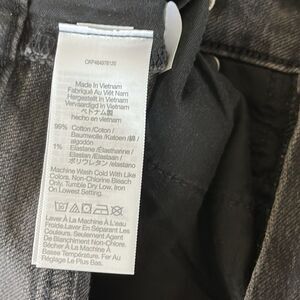 Made In Vietnam
Fabriqué Au Viêt Nam
Hergestellt In Vietnam
Vervaardigd In Vietnam
ベトナム製
hecho en vietnam
99% Cotton/Coton/
Baumwolle/Katoen/綿/
algodón
1% Elastane/Élasthanne/
Elastan/Elastaan/
ポリウレタン/elastano
Machine Wash Cold With Like
Colors, Non-Chlorine Bleach
Only, Tumble Dry Low, Iron
On Lowest Setting.
Laver À La Machine À L'eau
Froide,Laver En Séparant Les
Couleurs, Seulement Agent
De Blanchiment Non-Chloré,
Sécher À La Machine À
Basse Température. Fer Au
Réglage Le Plus Bas.